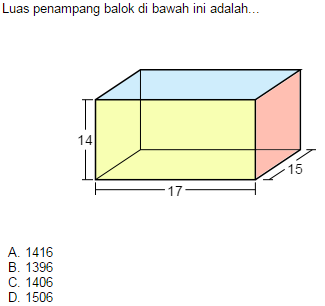 Luas penampang balok di bawah ini adalah...
14
15
17
A. 1416
B. 1396
C. 1406
D. 1506